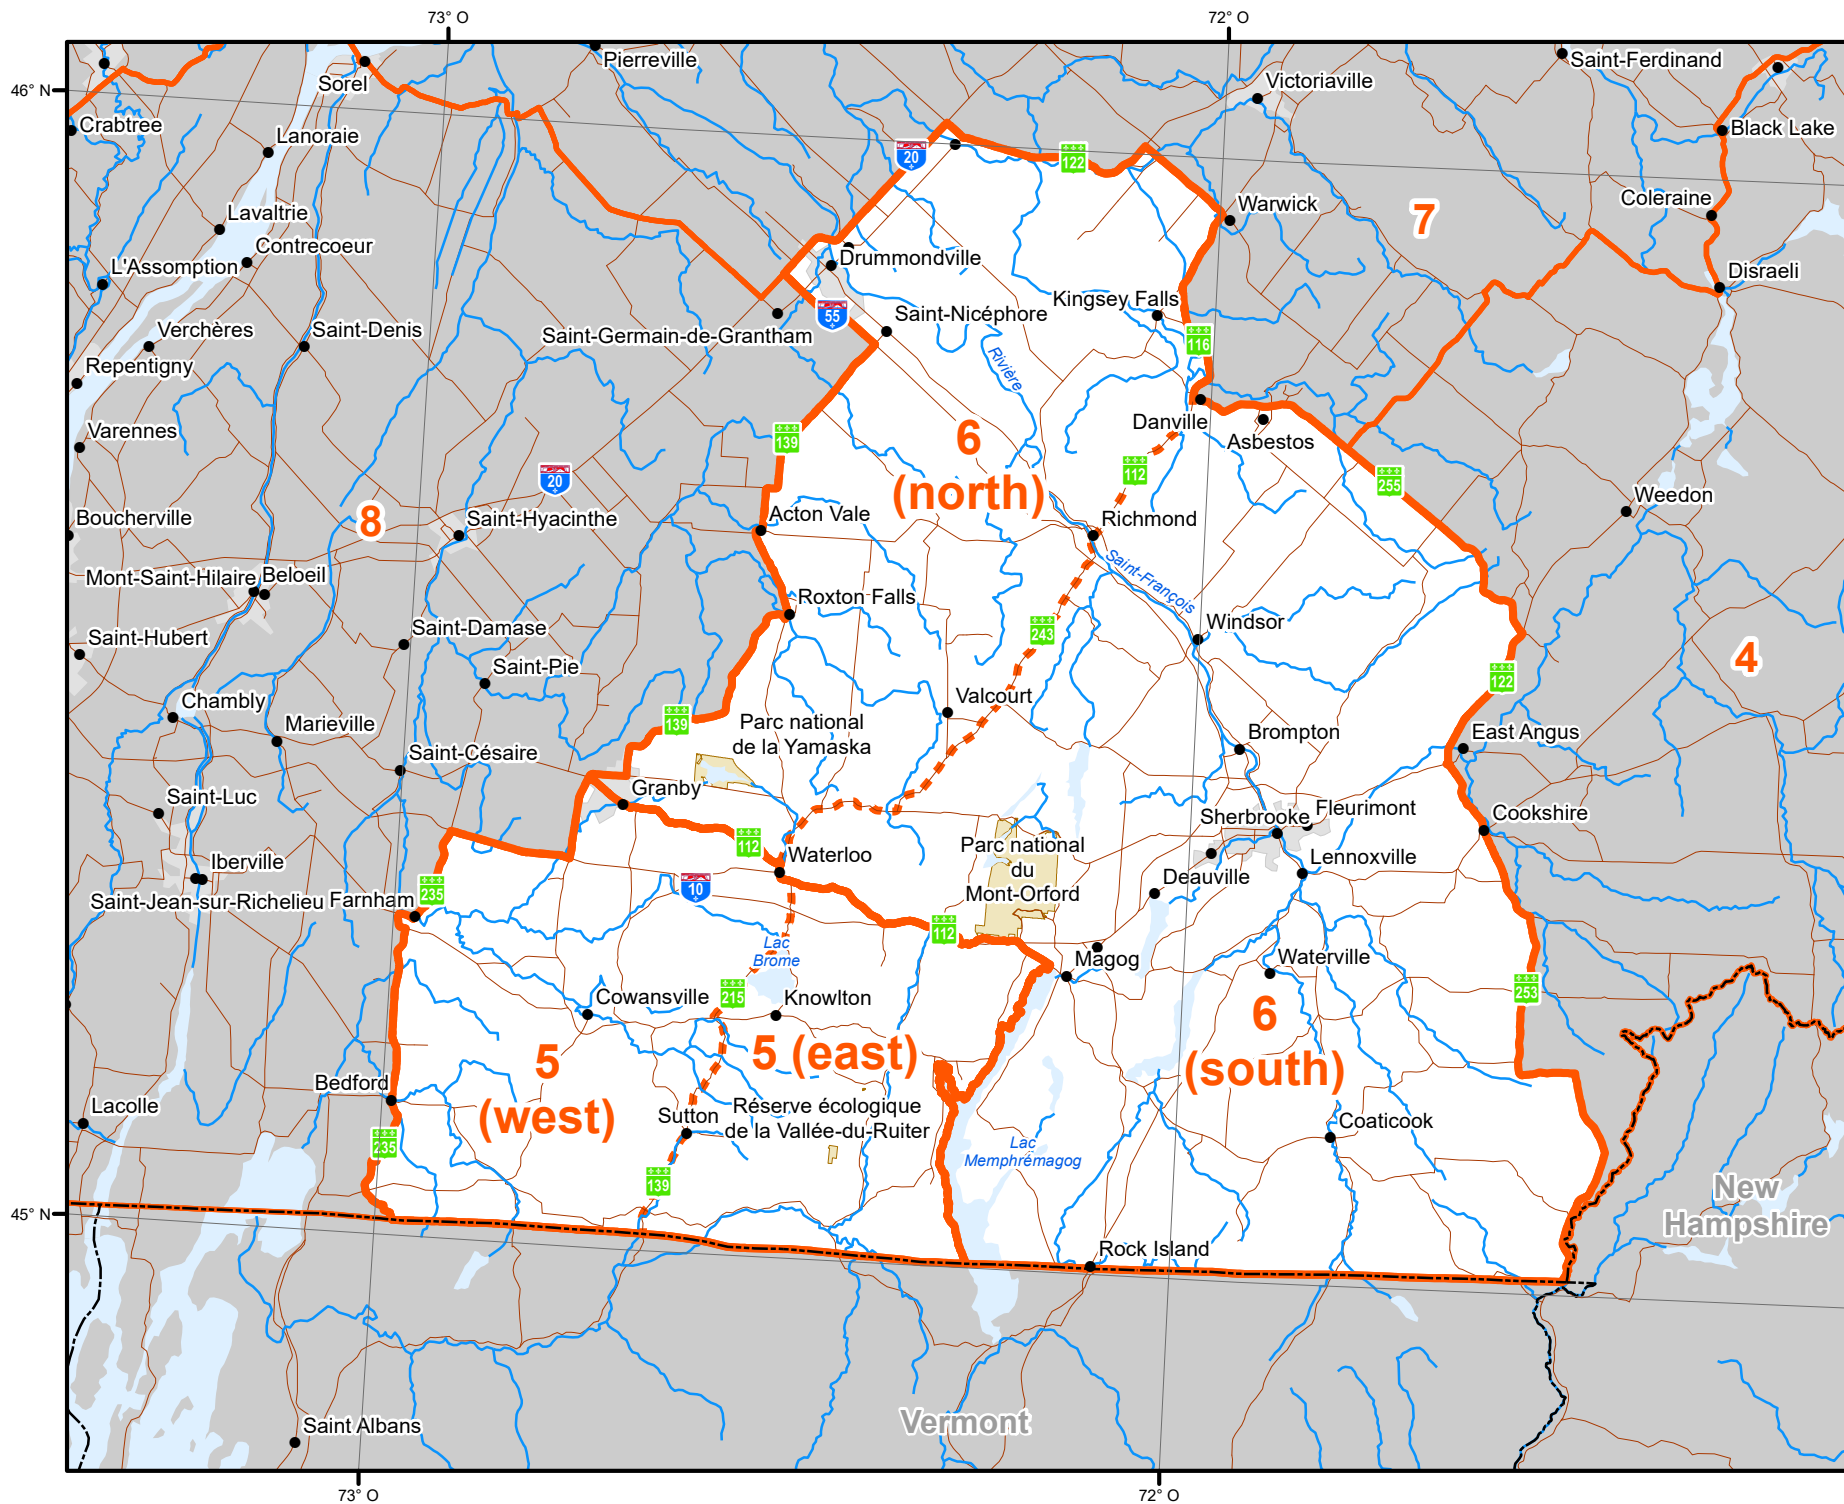 73° O
72° O
46° N
Sorel
Pierreville
Saint-Ferdinand
Victoriaville
Crabtree
Lanoraie
20
122
Black Lake
Lavaltrie
Warwick
7
Coleraine
Contrecoeur
L'Assomption
Drummondville
Disraeli
Kingsey Falls
Saint-Nicéphore
55
Verchères
Saint-Denis
Saint-Germain-de-Grantham
116
Repentigny
Rivière
Varennes
139
6
(north)
Danville
Asbestos
112
20
255
Weedon
Boucherville
8
Saint-Hyacinthe
Acton Vale
Richmond
Saint-François
Mont-Saint-Hilaire
Beloeil
Roxton Falls
Saint-Hubert
Saint-Damase
243
Windsor
4
Saint-Pie
122
Chambly
Marieville
139
Valcourt
Parc national
de la Yamaska
Brompton
East Angus
Saint-Césaire
Granby
Saint-Luc
Sherbrooke
Fleurimont
Cookshire
112
Waterloo
Parc national
du
Mont-Orford
Iberville
Lennoxville
Deauville
235
10
Saint-Jean-sur-Richelieu
Farnham
112
Lac
Brome
Magog
Waterville
215
253
Cowansville
Knowlton
6
(south)
5
(west)
5 (east)
Bedford
Lacolle
Sutton
Réserve écologique
de la Vallée-du-Ruiter
Coaticook
235
Lac
Memphrémagog
139
New
Hampshire
45° N
Rock Island
Vermont
Saint Albans
73° O
72° O